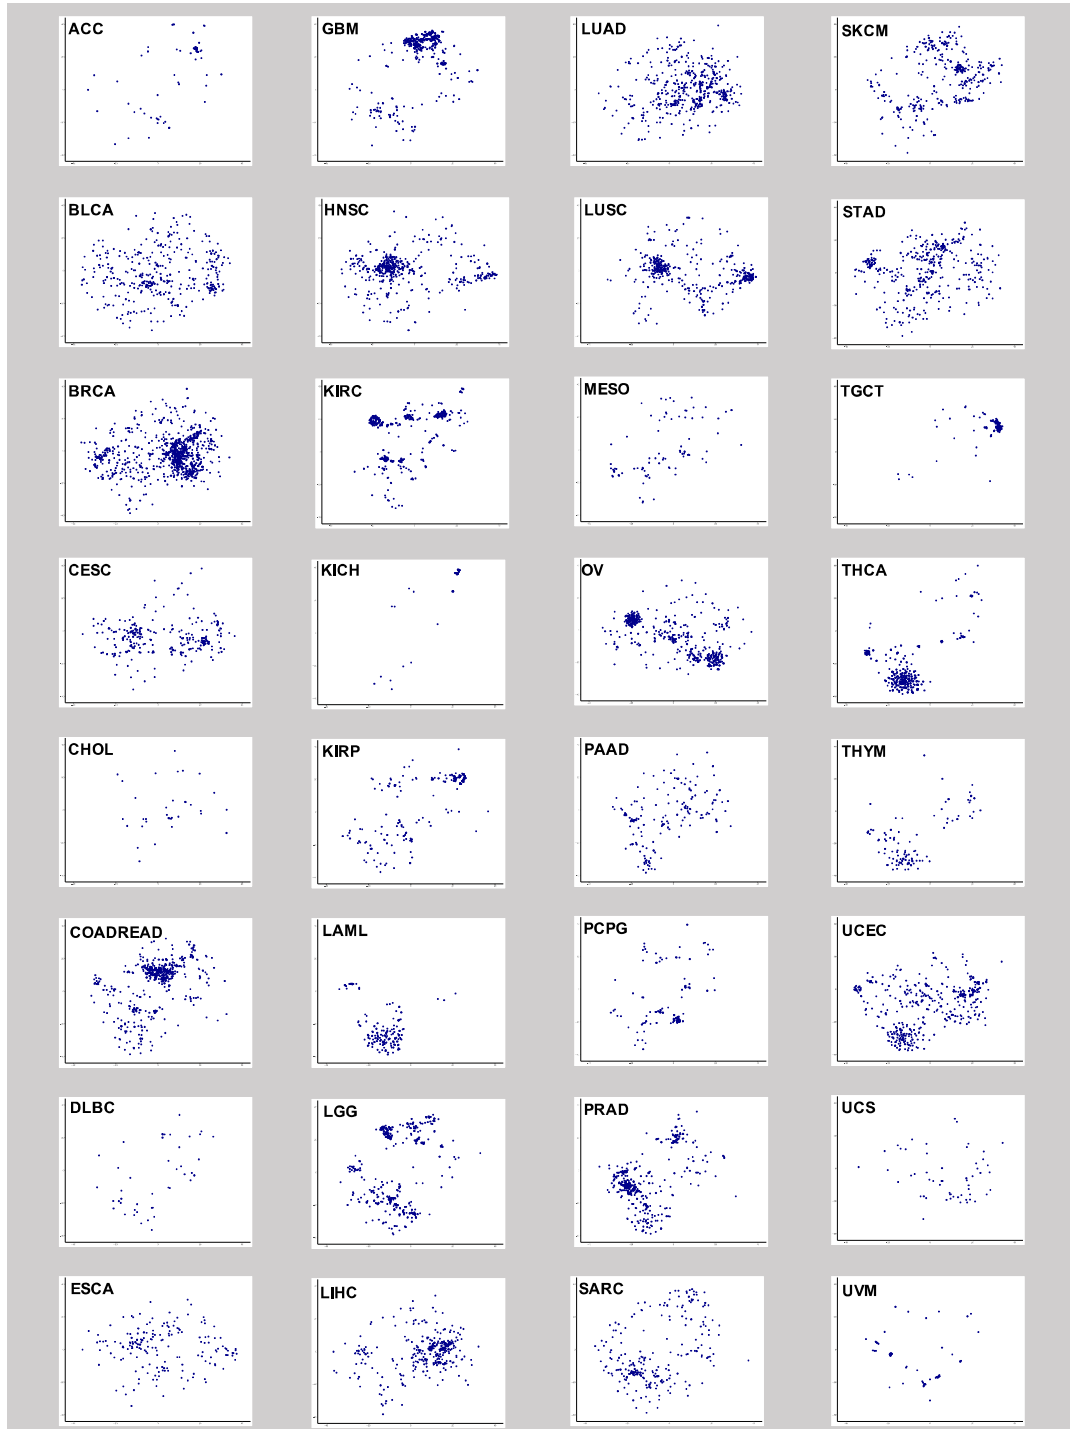 ACC
GBM
LUAD
SKCM
BLCA
HNSC
LUSC
STAD
BRCA
KIRC
MESO
TGCT
CESC
KICH
OV
THCA
CHOL
KIRP
PAAD
THYM
COADREAD
LAML
PCPG
UCEC
DLBC
LGG
PRAD
UCS
ESCA
LIHC
SARC
UVM